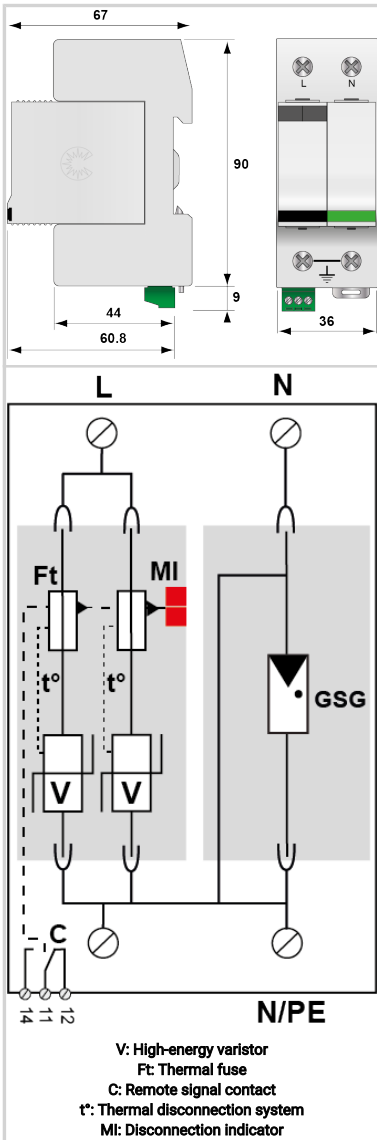 67
90
L N
9
44
36
60.8
L N
Ft MI
t° t°
GSG
V V
C
14 11 12
N/PE
V: High-energy varistor
Ft: Thermal fuse
C: Remote signal contact
t°: Thermal disconnection system
MI: Disconnection indicator